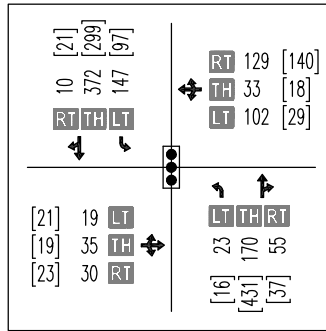 [21] [299] [97]
10 372 147
RT TH LT
RT 129 [140]
TH 33 [18]
LT 102 [29]
[21] 19 LT
[19] 35 TH
[23] 30 RT
LT TH RT
23 170 55
[16] [431] [37]